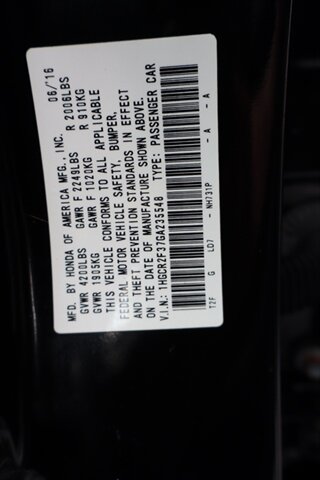 MFD. BY HONDA OF AMERICA MFG., INC. 06/'16
GVWR 4200LBS GAWR F 2249LBS R 2006LBS
GVWR 1905KG GAWR F 1020KG R 910KG
THIS VEHICLE CONFORMS TO ALL APPLICABLE
FEDERAL MOTOR VEHICLE SAFETY, BUMPER,
AND THEFT PREVENTION STANDARDS IN EFFECT
ON THE DATE OF MANUFACTURE SHOWN ABOVE.
V.I.N.: 1HGCR2F37GA235548 TYPE: PASSENGER CAR
T2F G LD7 - NH731P - A - A